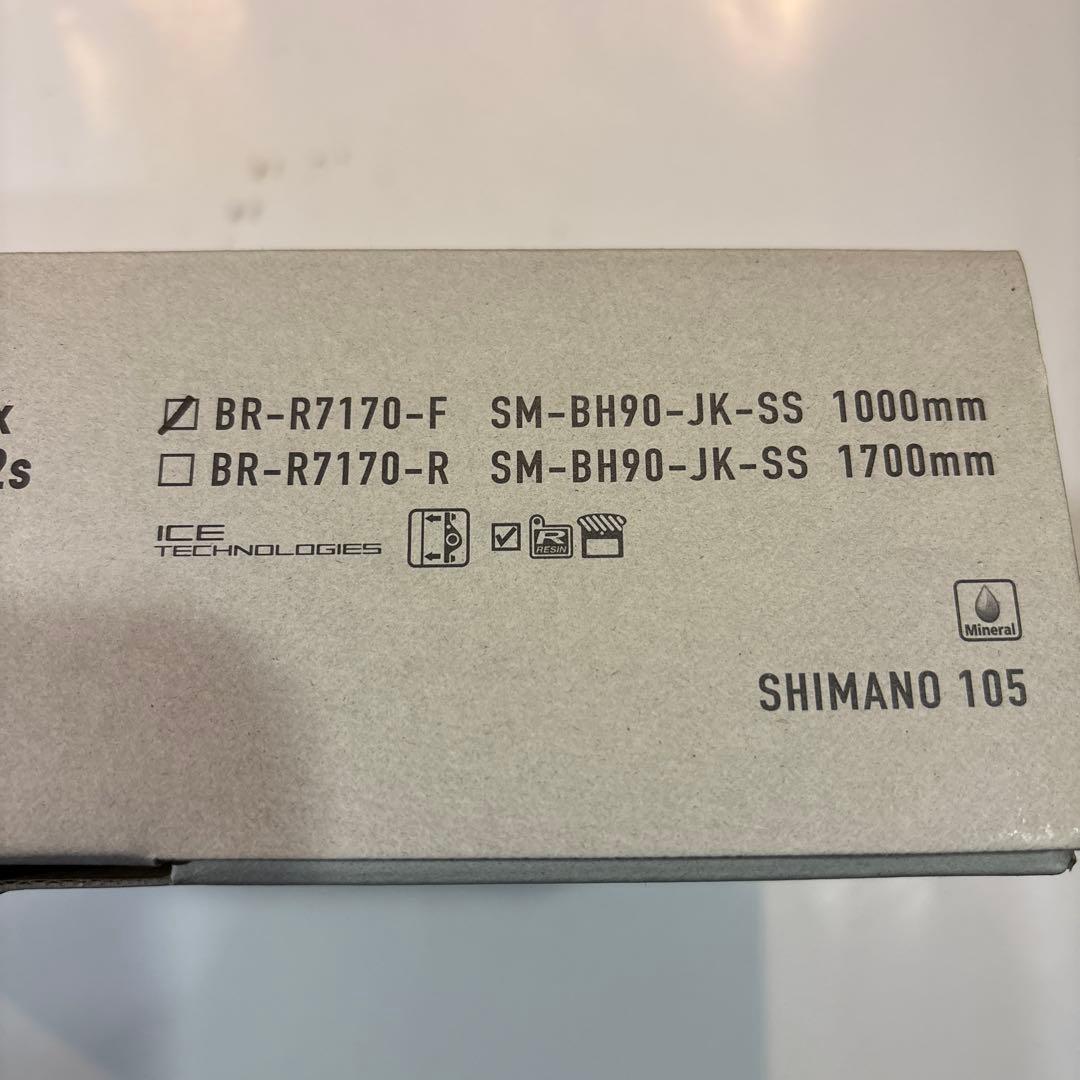 x
2s
BR-R7170-F SM-BH90-JK-SS 1000mm
BR-R7170-R SM-BH90-JK-SS 1700mm
ICE
TECHNOLOGIES
R
RESIN
Mineral
SHIMANO 105